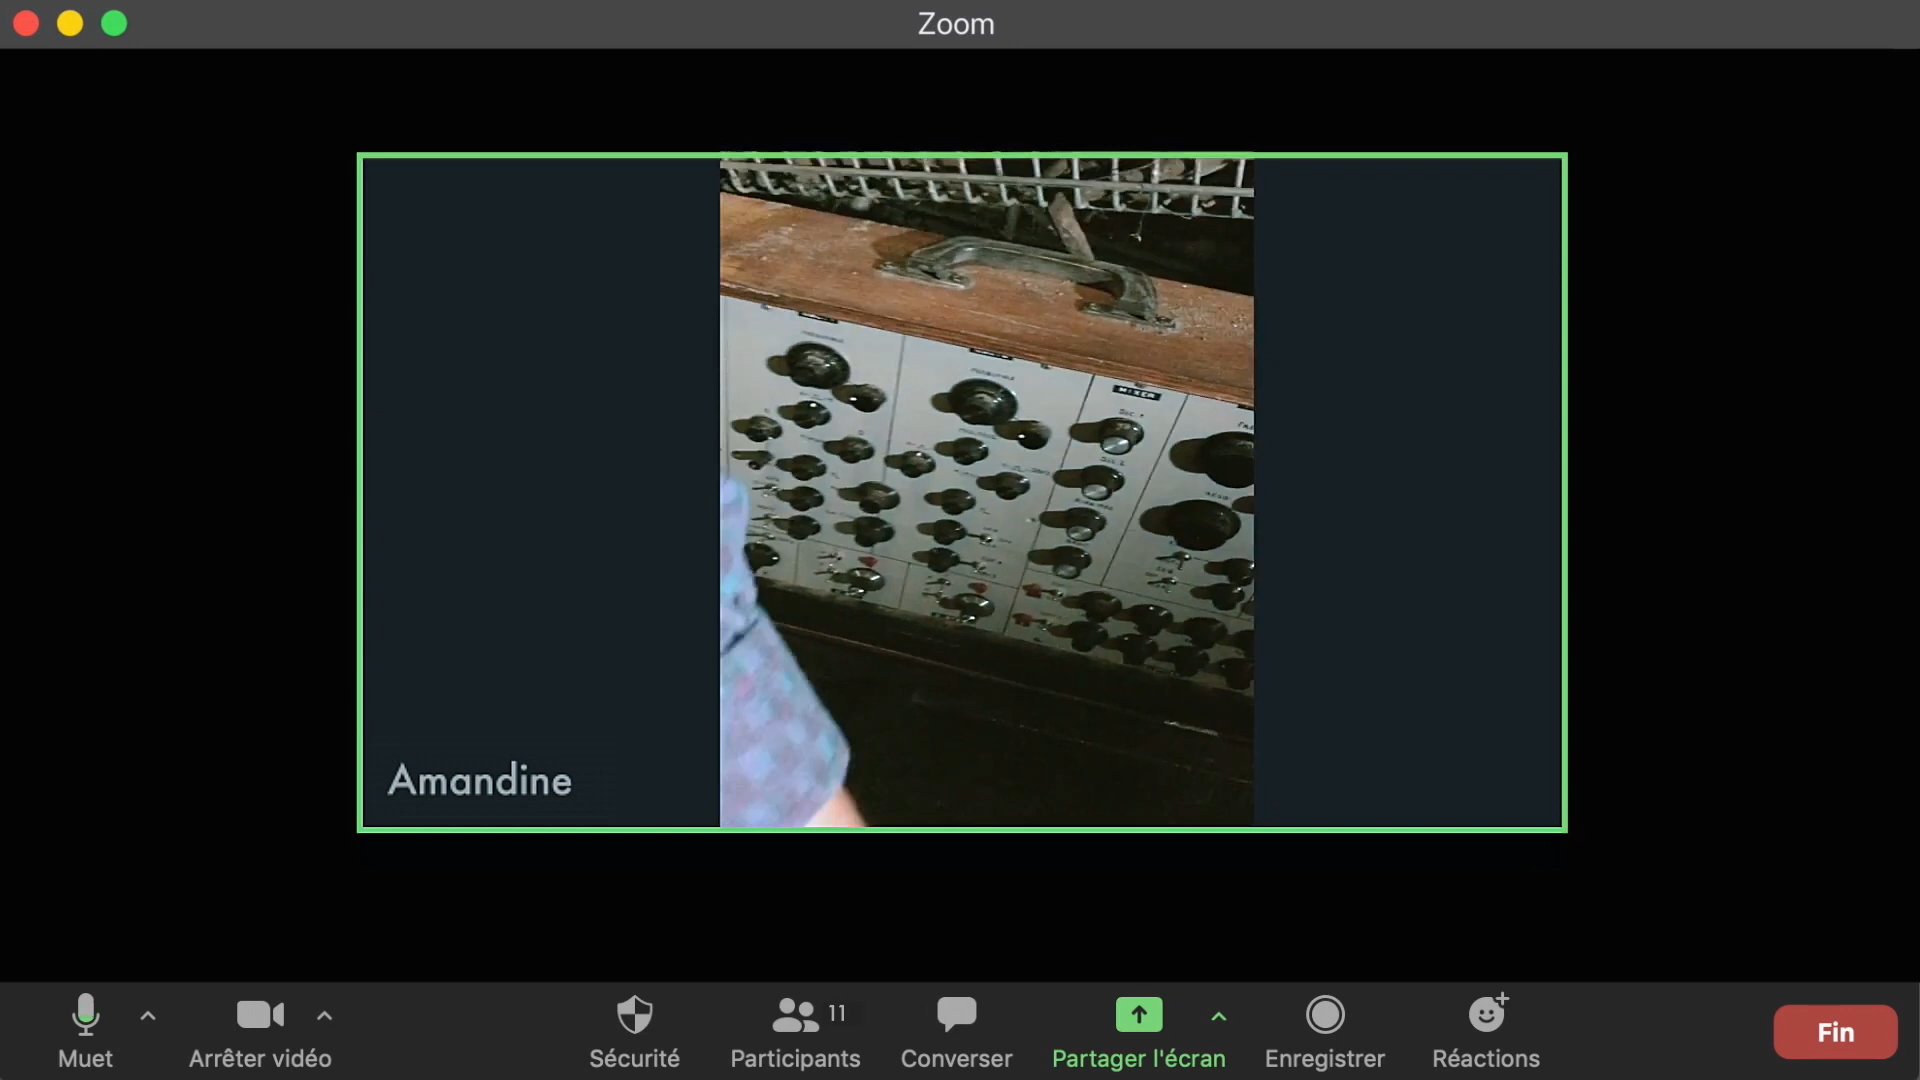 Zoom
MIXER
Amandine
11
Muet
Arrêter vidéo
Sécurité
Participants
Converser
Partager l'écran
Enregistrer
Réactions
Fin